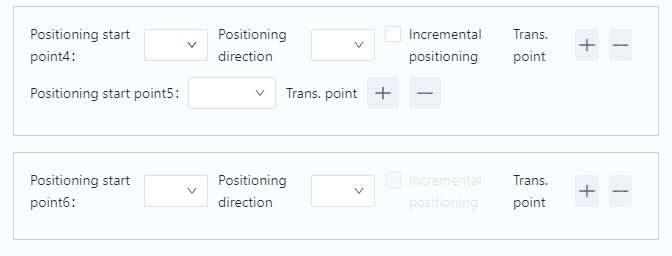 Positioning start point4: Positioning direction Incremental positioning Trans. point + —
Positioning start point5: Trans. point + —
Positioning start point6: Positioning direction Incremental positioning Trans. point + —